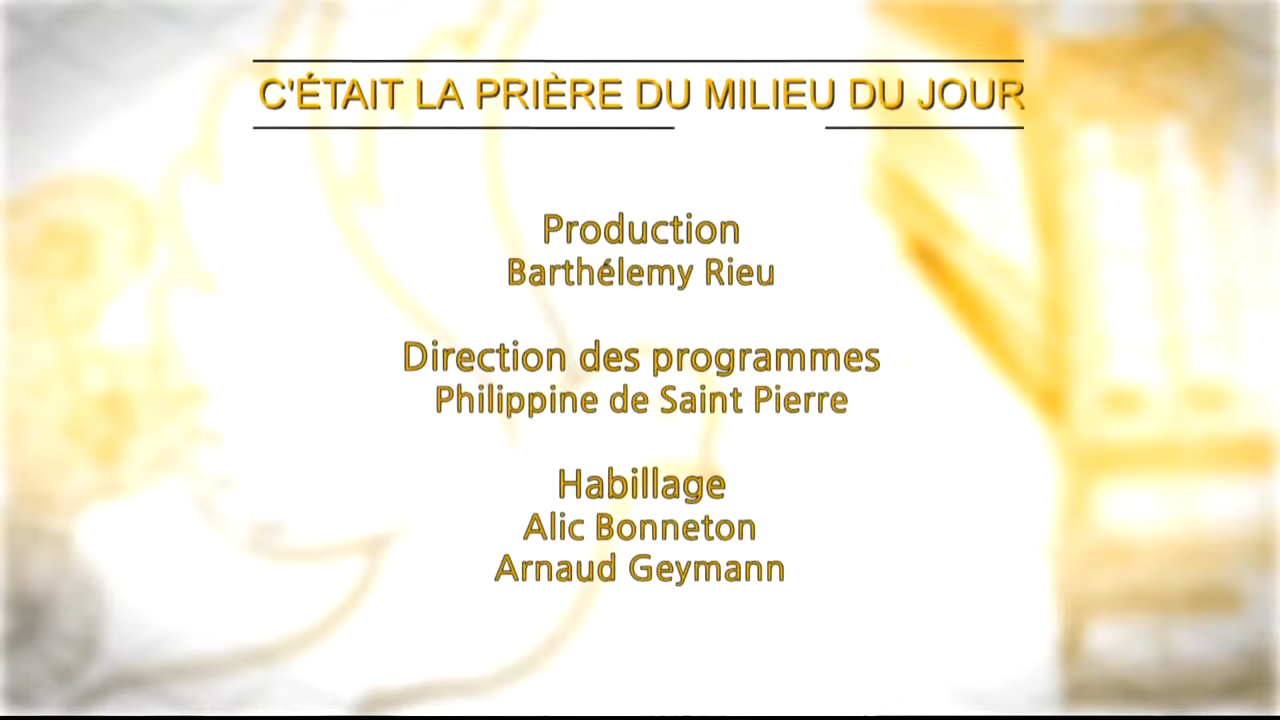 C'ÉTAIT LA PRIÈRE DU MILIEU DU JOUR
Production
Barthélemy Rieu
Direction des programmes
Philippine de Saint Pierre
Habillage
Alic Bonneton
Arnaud Geymann